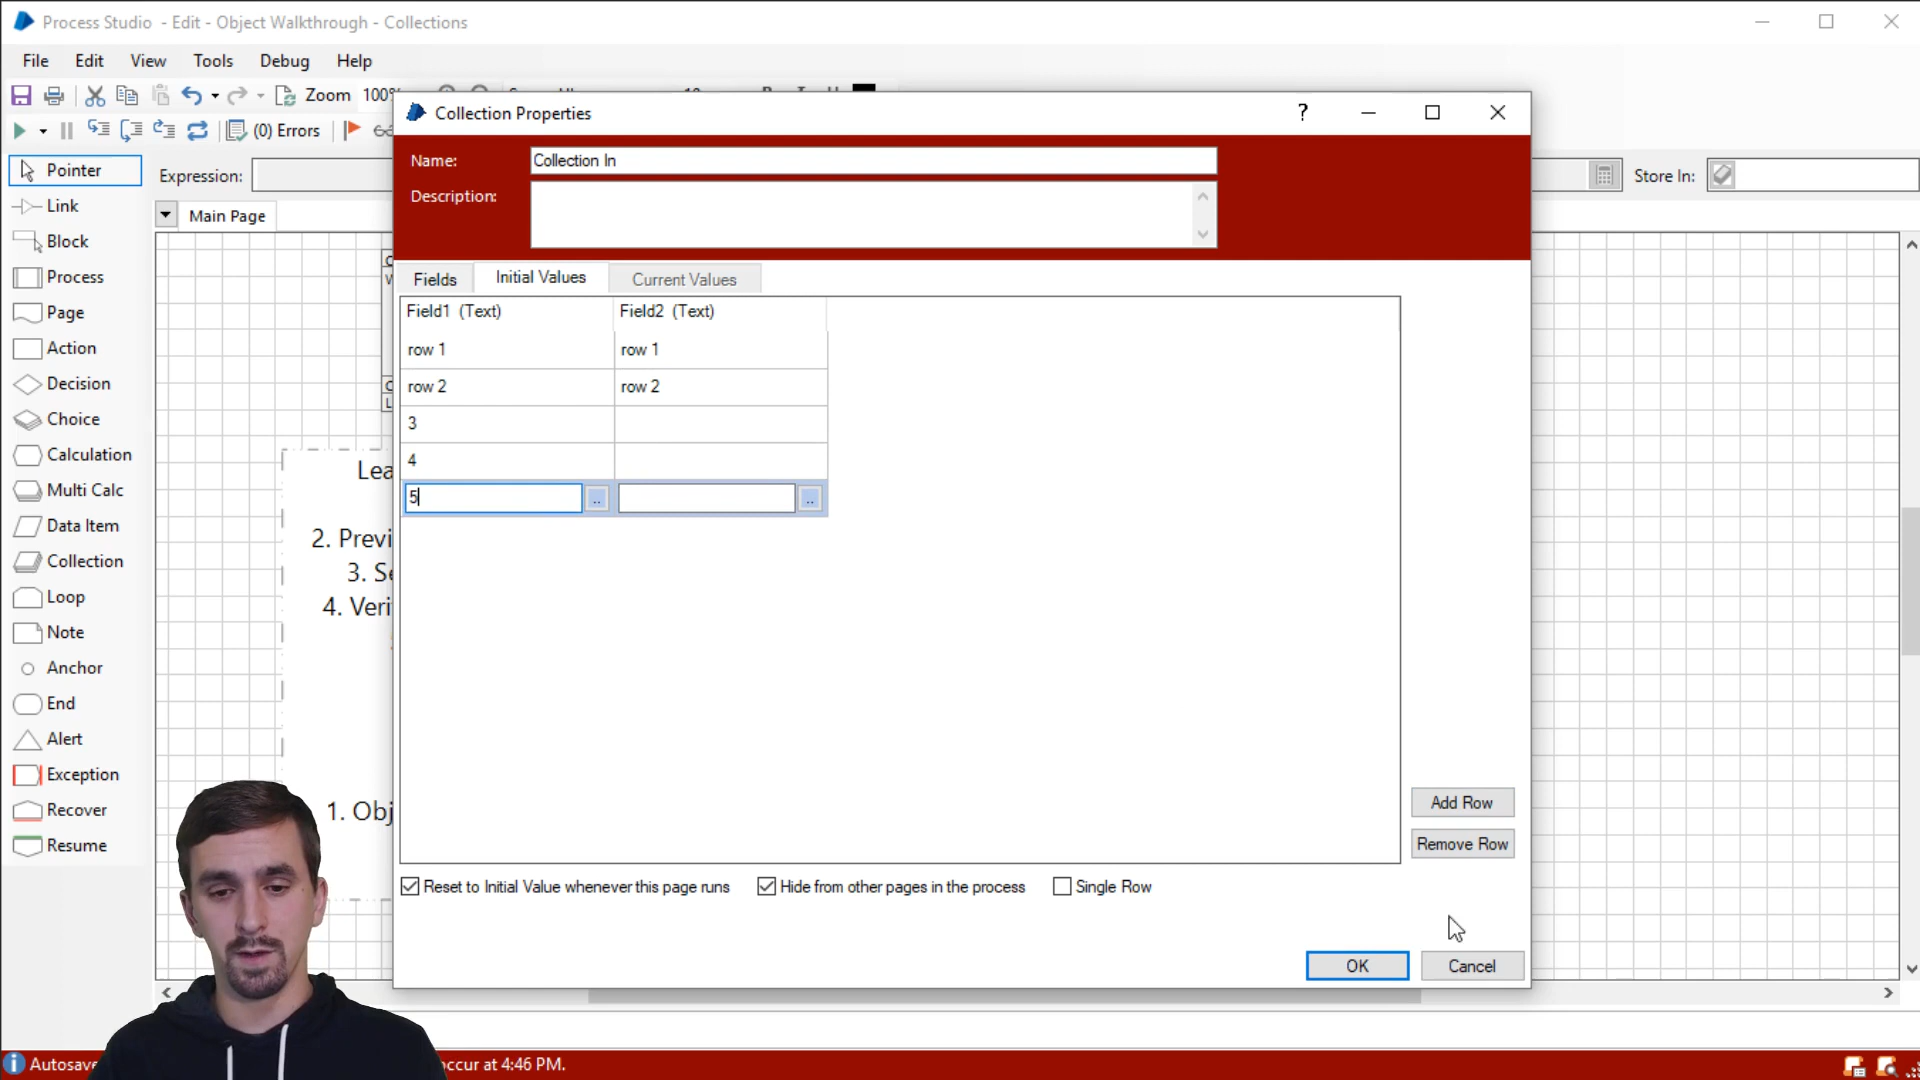 Process Studio - Edit - Object Walkthrough - Collections
File Edit View Tools Debug Help
Zoom 100%
(0) Errors
Pointer
Link
Block
Process
Page
Action
Decision
Choice
Calculation
Multi Calc
Data Item
Collection
Loop
Note
Anchor
End
Alert
Exception
Recover
Resume
Expression:
Store In:
Main Page
Lea
2. Previ
3. Se
4. Veri
1. Obj
Collection Properties
?
Name: Collection In
Description:
Fields Initial Values Current Values
Field1 (Text) Field2 (Text)
row 1 row 1
row 2 row 2
3
4
5
Add Row
Remove Row
Reset to Initial Value whenever this page runs
Hide from other pages in the process
Single Row
OK Cancel
Autosave
occur at 4:46 PM.